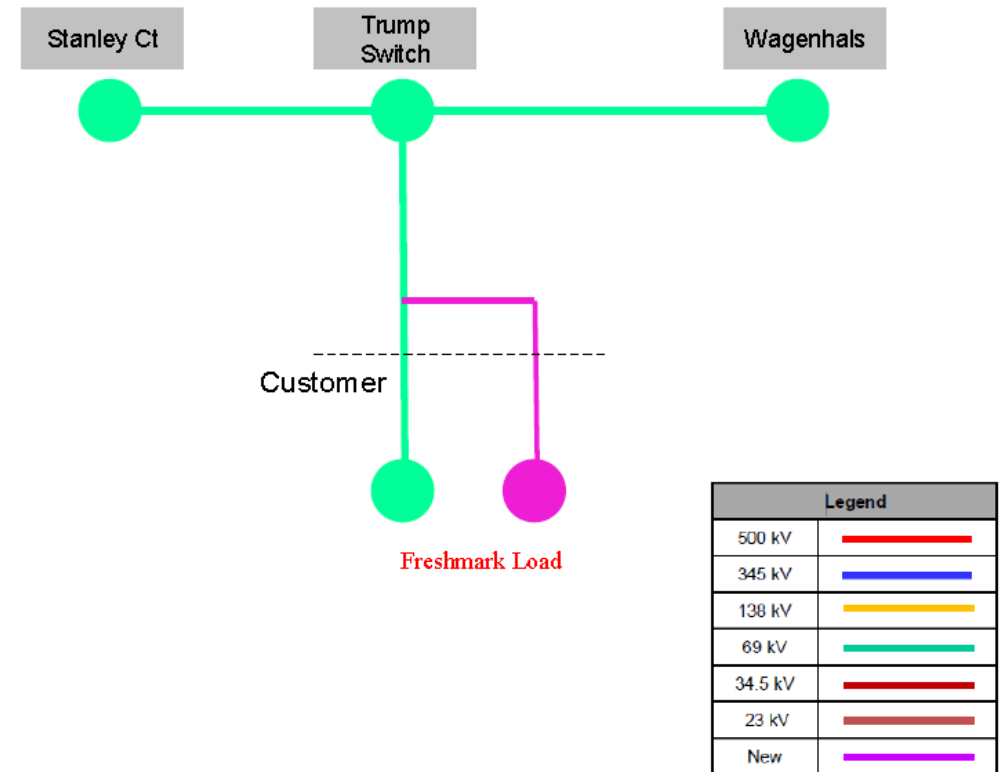 Stanley Ct
Trump
Switch
Wagenhals
Customer
Freshmark Load
Legend
500 kV
345 kV
138 kV
69 kV
34.5 kV
23 kV
New